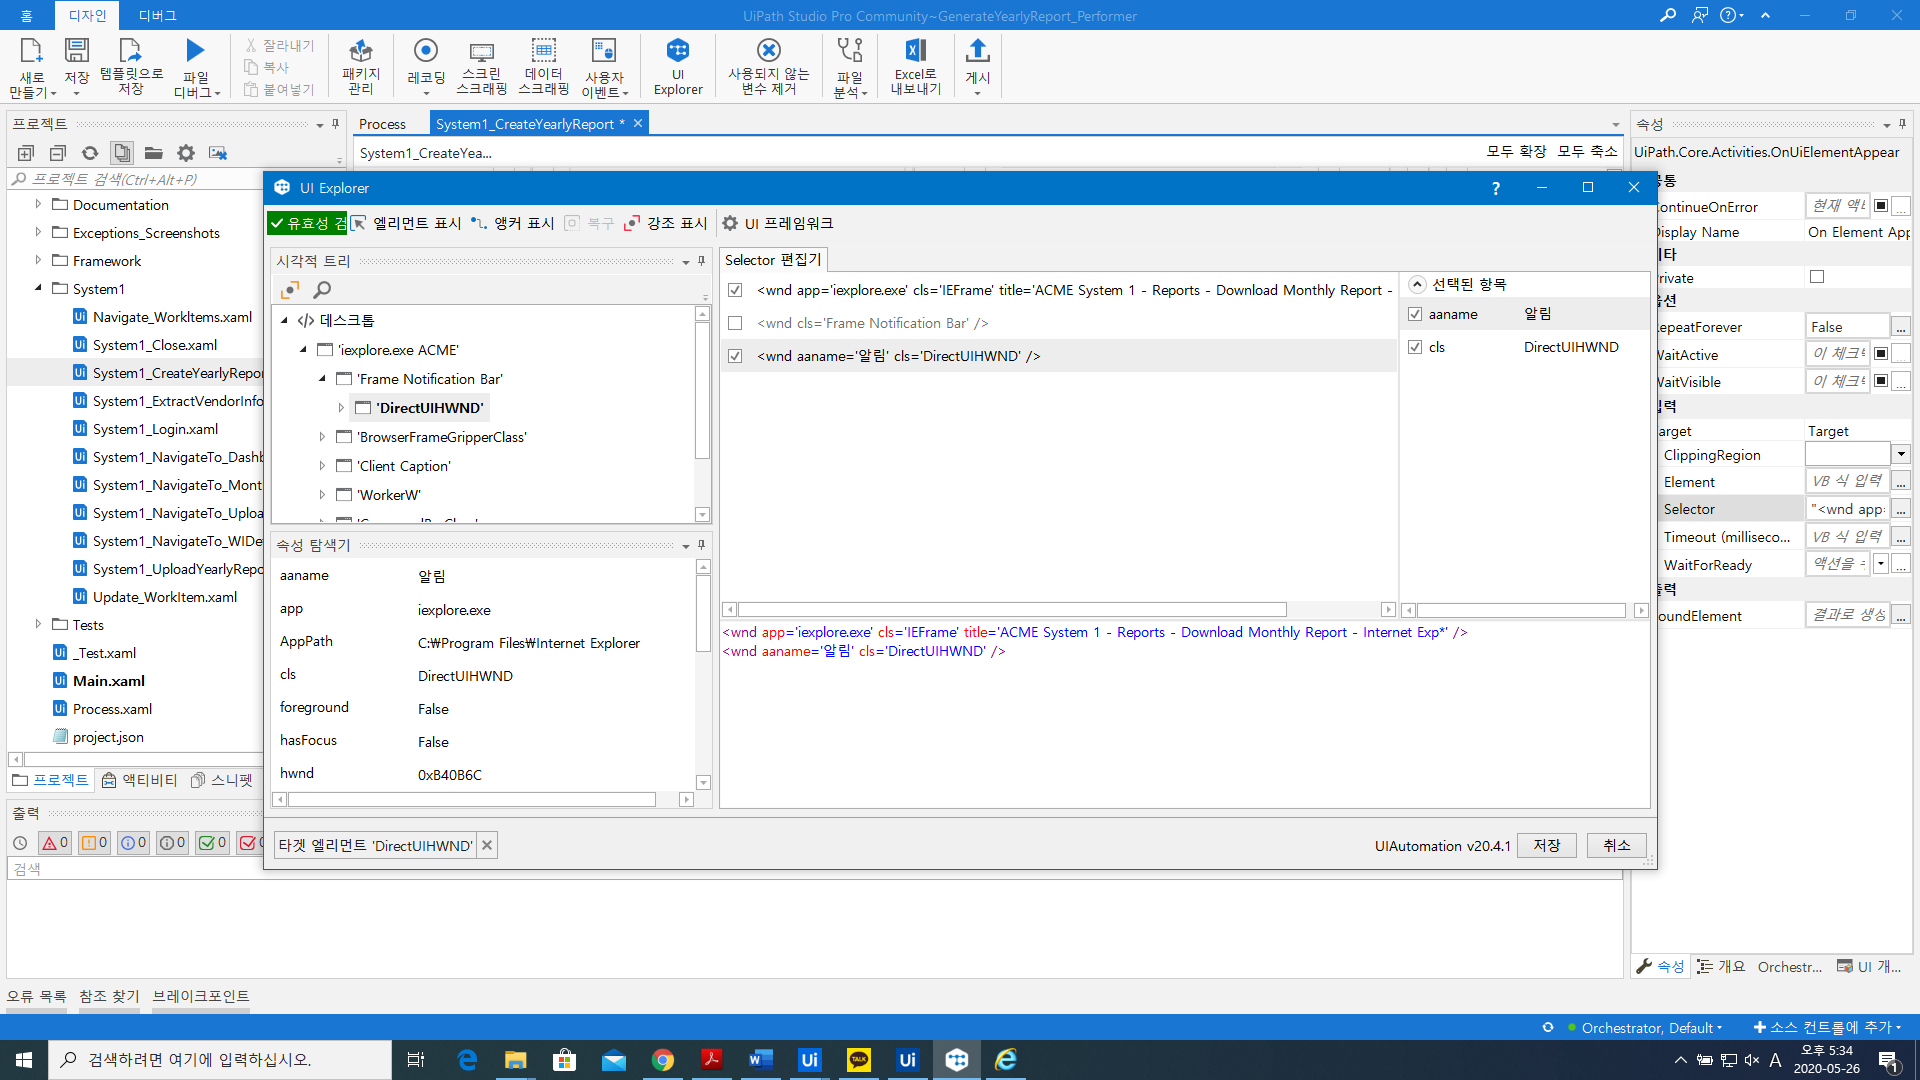 홈 디자인 디버그 UiPath Studio Pro Community~GenerateYearlyReport_Performer
새로 만들기 저장 템플릿으로 저장 파일 디버그 잘라내기 복사 붙여넣기 패키지 관리 레코딩 스크린 스크래핑 데이터 스크래핑 사용자 이벤트 UI Explorer 사용되지 않는 변수 제거 파일 분석 Excel로 내보내기 게시
프로젝트
프로젝트 검색(Ctrl+Alt+P)
Documentation
Exceptions_Screenshots
Framework
System1
Navigate_WorkItems.xaml
System1_Close.xaml
System1_CreateYearlyRepor
System1_ExtractVendorInfo
System1_Login.xaml
System1_NavigateTo_Dashb
System1_NavigateTo_Mont
System1_NavigateTo_Uploa
System1_NavigateTo_WIDe
System1_UploadYearlyRepo
Update_WorkItem.xaml
Tests
_Test.xaml
Main.xaml
Process.xaml
project.json
프로젝트 액티비티 스니펫
출력
0 0 0 0 0
검색
오류 목록 참조 찾기 브레이크포인트
Process System1_CreateYearlyReport *
System1_CreateYea... 모두 확장 모두 축소
UI Explorer
유효성 검 엘리먼트 표시 앵커 표시 복구 강조 표시 UI 프레임워크
시각적 트리
데스크톱
'iexplore.exe ACME'
'Frame Notification Bar'
'DirectUIHWND'
'BrowserFrameGripperClass'
'Client Caption'
'WorkerW'
속성 탐색기
aaname 알림
app iexplore.exe
AppPath C:₩Program Files₩Internet Explorer
cls DirectUIHWND
foreground False
hasFocus False
hwnd 0xB40B6C
Selector 편집기
<wnd app='iexplore.exe' cls='IEFrame' title='ACME System 1 - Reports - Download Monthly Report -
<wnd cls='Frame Notification Bar' />
<wnd aaname='알림' cls='DirectUIHWND' />
선택된 항목
aaname 알림
cls DirectUIHWND
<wnd app='iexplore.exe' cls='IEFrame' title='ACME System 1 - Reports - Download Monthly Report - Internet Exp*' />
<wnd aaname='알림' cls='DirectUIHWND' />
타겟 엘리먼트 'DirectUIHWND' UIAutomation v20.4.1 저장 취소
속성
UiPath.Core.Activities.OnUiElementAppear
ontinueOnError 현재 액
isplay Name On Element App
rivate
epeatForever False
WaitActive 이 체크
WaitVisible 이 체크
arget Target
ClippingRegion
Element VB 식 입력
Selector "<wnd app:
Timeout (milliseco... VB 식 입력
WaitForReady 액션을
oundElement 결과로 생성
속성 개요 Orchestr... UI 개...
Orchestrator, Default 소스 컨트롤에 추가
검색하려면 여기에 입력하십시오.
A 오후 5:34
2020-05-26
1